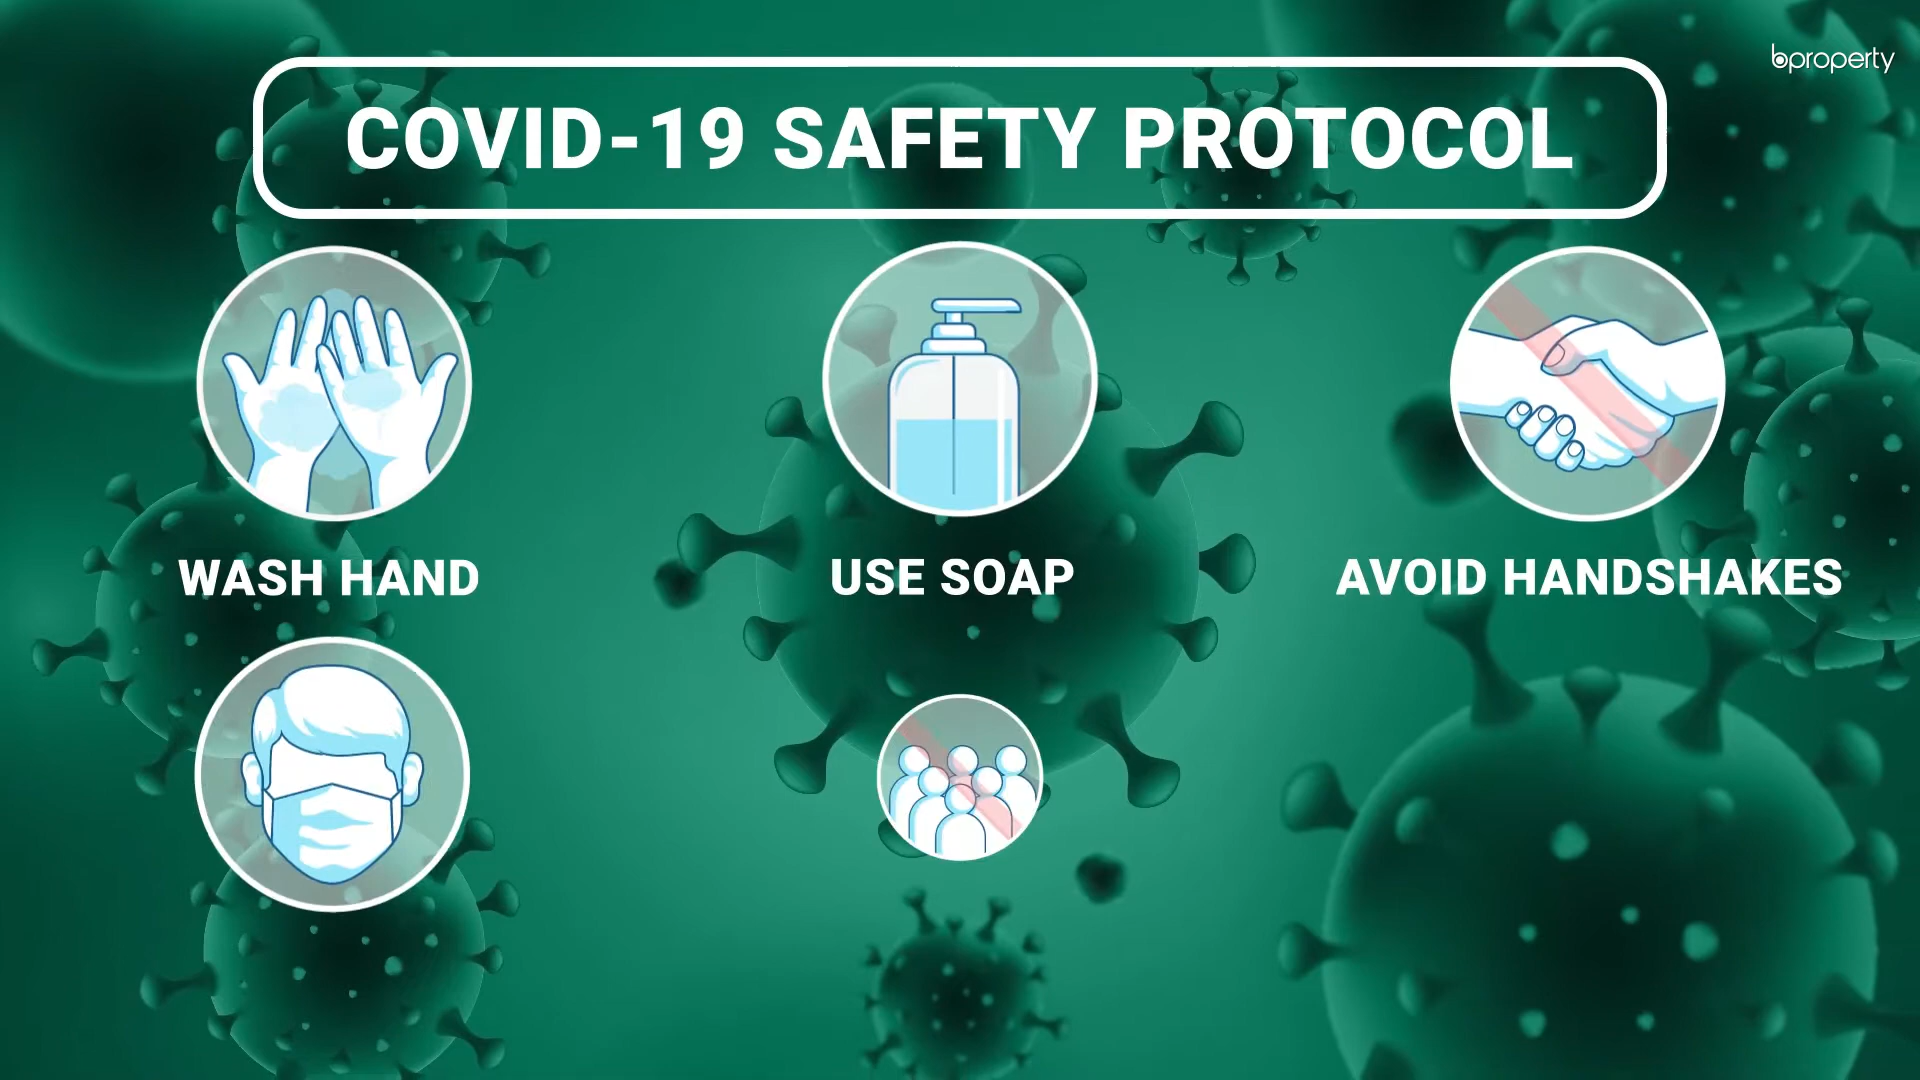 bproperty
COVID-19 SAFETY PROTOCOL
WASH HAND
USE SOAP
AVOID HANDSHAKES